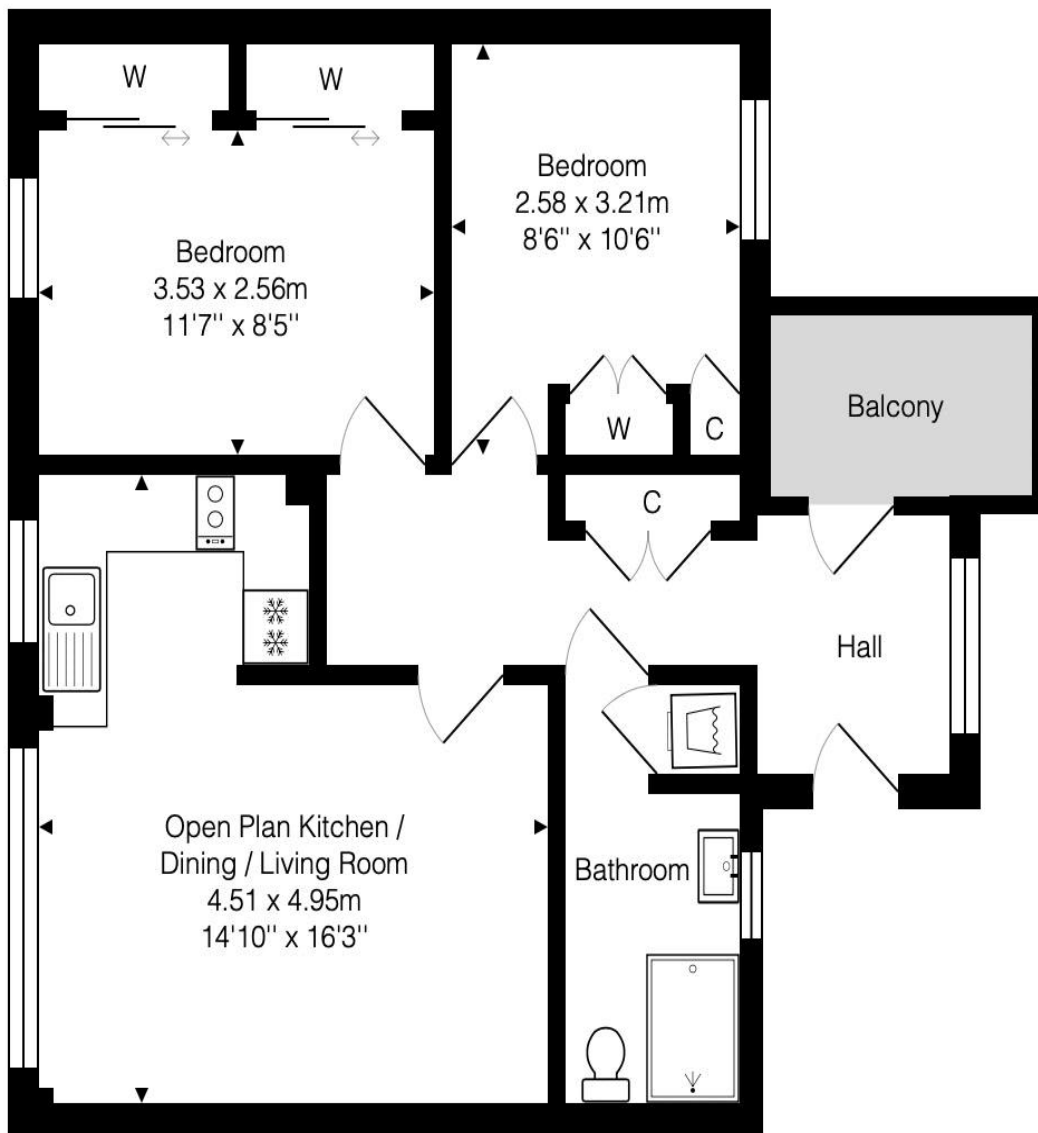 W
W
Bedroom
2.58 x 3.21m
8'6'' x 10'6''
Bedroom
3.53 x 2.56m
11'7'' x 8'5''
W
C
Balcony
C
Hall
Open Plan Kitchen /
Dining / Living Room
4.51 x 4.95m
14'10'' x 16'3''
Bathroom